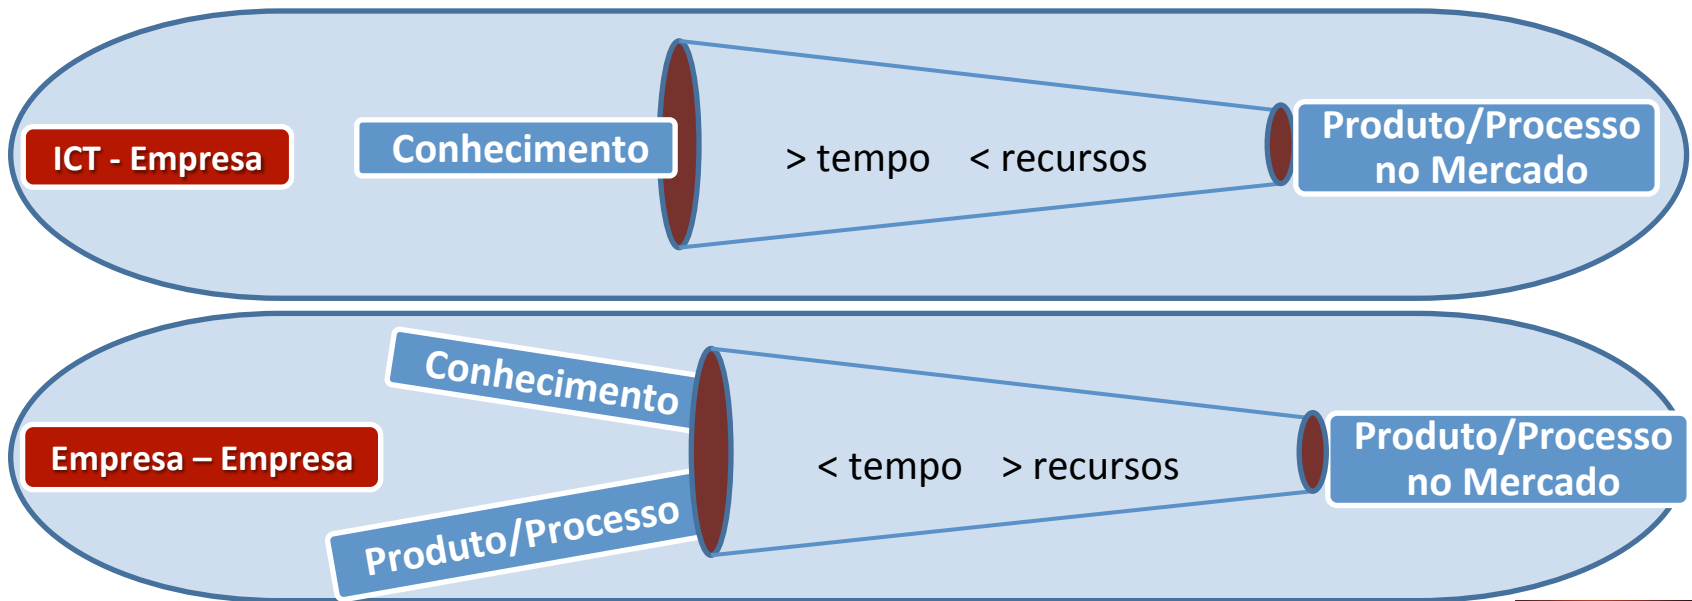 ICT - Empresa
Conhecimento
> tempo < recursos
Produto/Processo
no Mercado
Conhecimento
Empresa – Empresa
Produto/Processo
< tempo > recursos
Produto/Processo
no Mercado